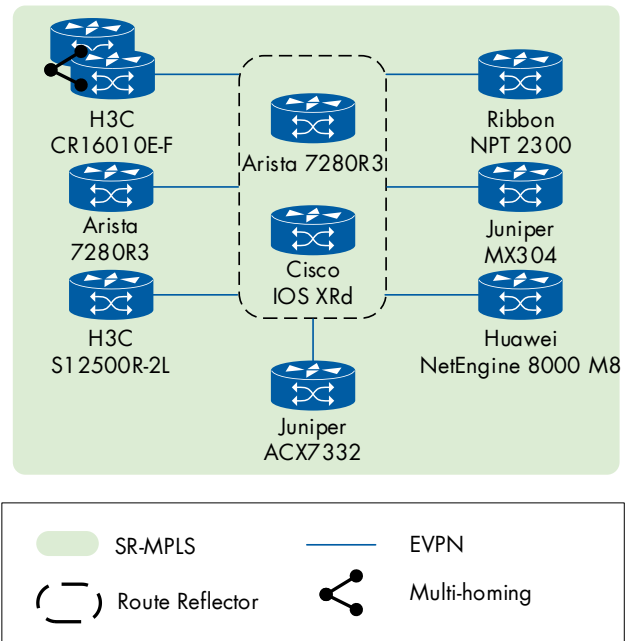 H3C
CR16010E-F
Ribbon
NPT 2300
Arista 7280R3
Arista
7280R3
Juniper
MX304
Cisco
IOS XRd
H3C
S12500R-2L
Huawei
NetEngine 8000 M8
Juniper
ACX7332
SR-MPLS
EVPN
Route Reflector
Multi-homing